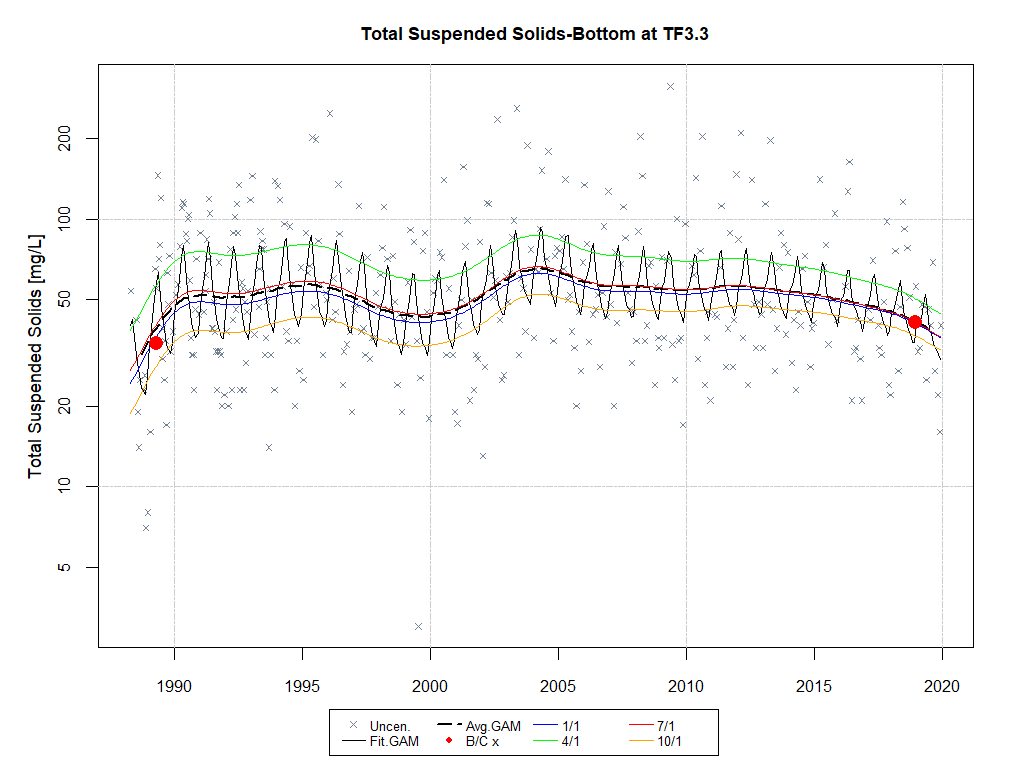 Total Suspended Solids-Bottom at TF3.3
Total Suspended Solids [mg/L]
200
100
50
20
10
5
1990 1995 2000 2005 2010 2015 2020
Uncen. Avg.GAM 1/1 7/1
Fit.GAM B/C x 4/1 10/1